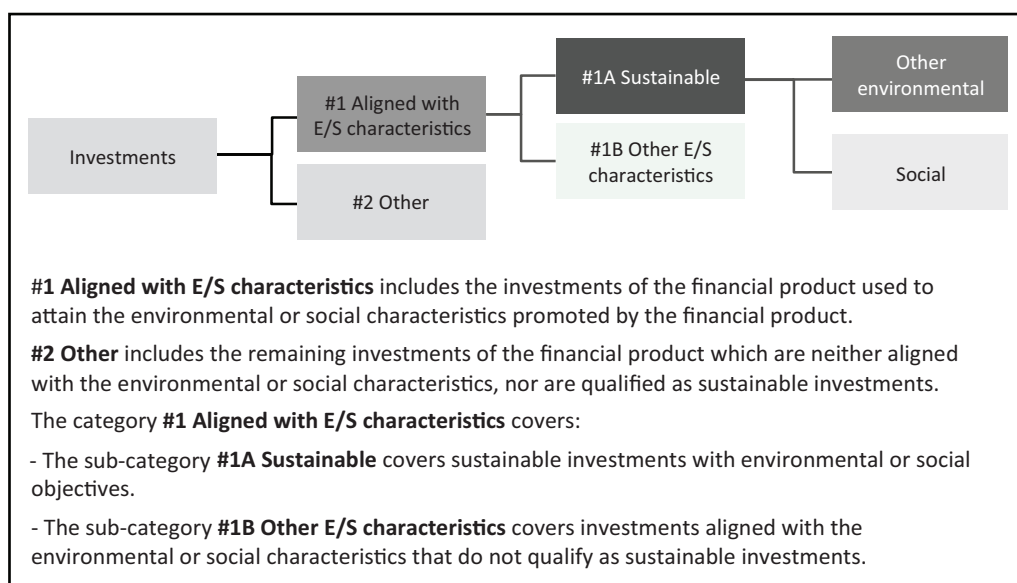 Investments
#1 Aligned with
E/S characteristics
#2 Other
#1A Sustainable
#1B Other E/S
characteristics
Other
environmental
Social
#1 Aligned with E/S characteristics includes the investments of the financial product used to
attain the environmental or social characteristics promoted by the financial product.
#2 Other includes the remaining investments of the financial product which are neither aligned
with the environmental or social characteristics, nor are qualified as sustainable investments.
The category #1 Aligned with E/S characteristics covers:
- The sub-category #1A Sustainable covers sustainable investments with environmental or social
objectives.
- The sub-category #1B Other E/S characteristics covers investments aligned with the
environmental or social characteristics that do not qualify as sustainable investments.